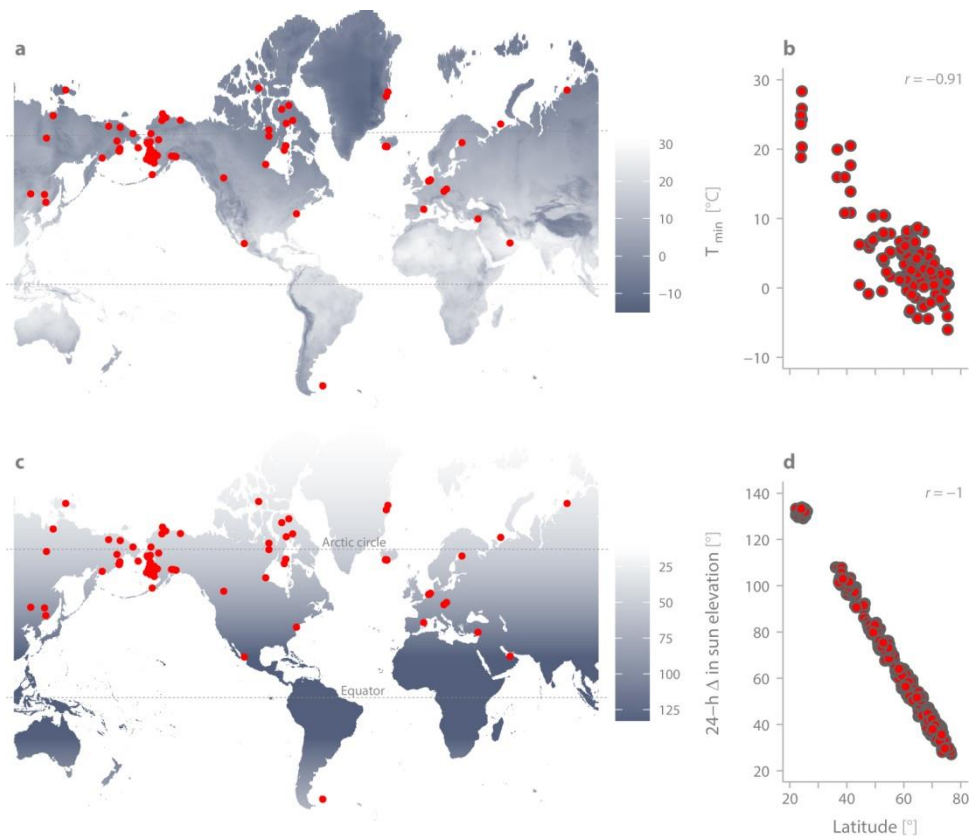 a
30
20
10
0
−10
T min [°C]
b
r = −0.91
30
20
10
0
−10
c
Arctic circle
Equator
25
50
75
100
125
24-h Δ in sun elevation [°]
d
r = −1
140
120
100
80
60
40
20
20 40 60 80
Latitude [°]